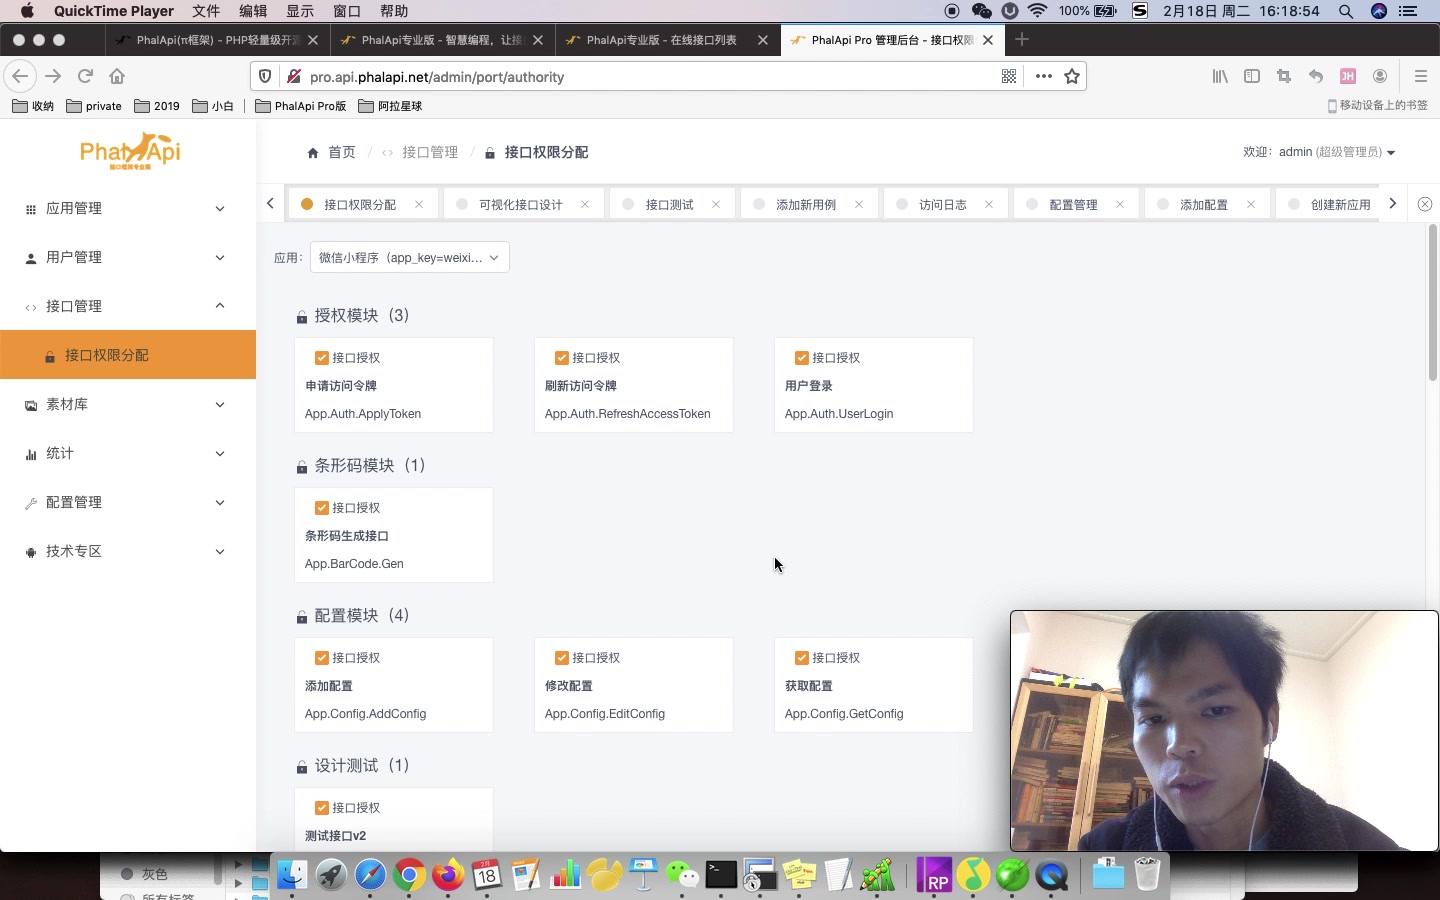 QuickTime Player 文件 编辑 显示 窗口 帮助 100% 2月18日 周二 16:18:54
PhalApi(π框架) - PHP轻量级开源 PhalApi专业版 - 智慧编程，让接 PhalApi专业版 - 在线接口列表 PhalApi Pro 管理后台 - 接口权限
pro.api.phalapi.net/admin/port/authority
JH
收纳 private 2019 小白 PhalApi Pro版 阿拉星球 移动设备上的书签
PhalApi
接口框架专业版
首页 / 接口管理 / 接口权限分配
欢迎：admin (超级管理员)
接口权限分配 可视化接口设计 接口测试 添加新用例 访问日志 配置管理 添加配置 创建新应用
应用管理
用户管理
接口管理
接口权限分配
素材库
统计
配置管理
技术专区
应用： 微信小程序（app_key=weixi...
授权模块（3）
接口授权
申请访问令牌
App.Auth.ApplyToken
接口授权
刷新访问令牌
App.Auth.RefreshAccessToken
接口授权
用户登录
App.Auth.UserLogin
条形码模块（1）
接口授权
条形码生成接口
App.BarCode.Gen
配置模块（4）
接口授权
添加配置
App.Config.AddConfig
接口授权
修改配置
App.Config.EditConfig
接口授权
获取配置
App.Config.GetConfig
设计测试（1）
接口授权
测试接口v2
灰色
所有标签
2月
18
RP